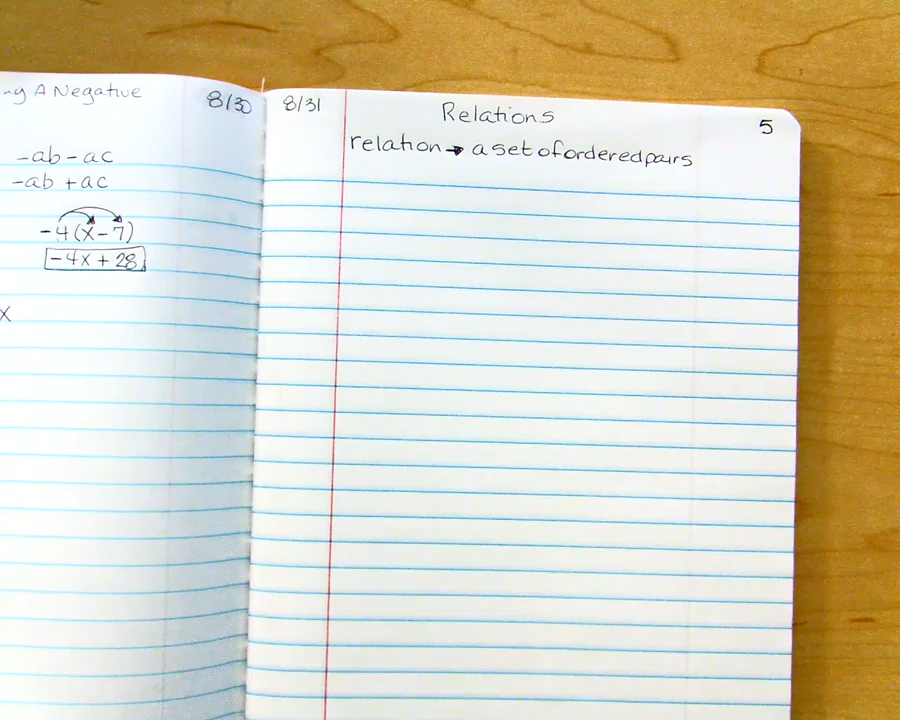 A Negative 8/30
-ab - ac
-ab + ac
-4(x-7)
-4x + 28
x
8/31 Relations 5
relation → a set of ordered pairs